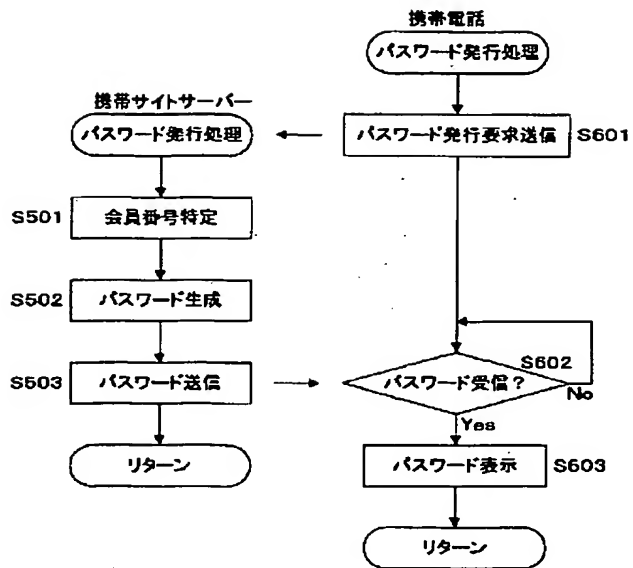 携帯電話
パスワード発行処理
携帯サイトサーバー
パスワード発行処理
パスワード発行要求送信
S601
S501
会員番号特定
S502
パスワード生成
S503
パスワード送信
パスワード受信？
S602
No
Yes
リターン
パスワード表示
S603
リターン